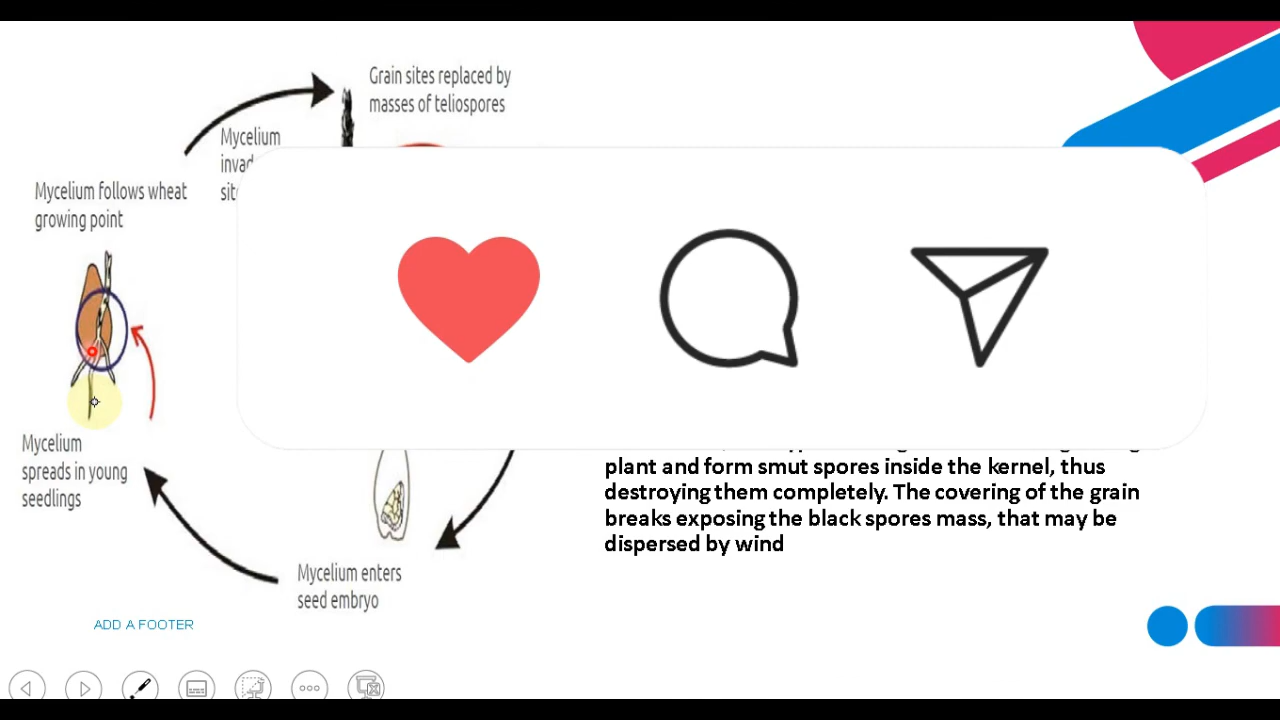 Grain sites replaced by
masses of teliospores
Mycelium
Mycelium follows wheat
growing point
Mycelium
spreads in young
seedlings
Mycelium enters
seed embryo
plant and form smut spores inside the kernel, thus
destroying them completely. The covering of the grain
breaks exposing the black spores mass, that may be
dispersed by wind
ADD A FOOTER